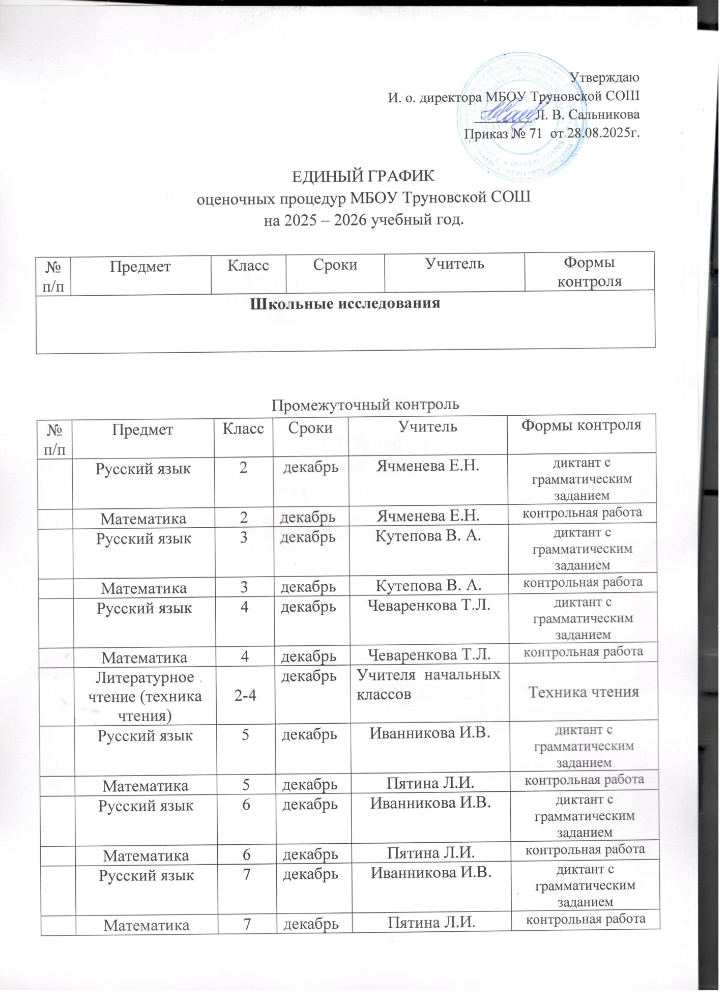 Утверждаю
И. о. директора МБОУ Труновской СОШ
Л. В. Сальникова
Приказ № 71 от 28.08.2025г.
ИНН 5713001768
ОГРН 1025700622254
ЕДИНЫЙ ГРАФИК
оценочных процедур МБОУ Труновской СОШ
на 2025 – 2026 учебный год.
№ п/п Предмет Класс Сроки Учитель Формы контроля
Школьные исследования
Промежуточный контроль
№ п/п Предмет Класс Сроки Учитель Формы контроля
Русский язык 2 декабрь Ячменева Е.Н. диктант с грамматическим заданием
Математика 2 декабрь Ячменева Е.Н. контрольная работа
Русский язык 3 декабрь Кутепова В. А. диктант с грамматическим заданием
Математика 3 декабрь Кутепова В. А. контрольная работа
Русский язык 4 декабрь Чеваренкова Т.Л. диктант с грамматическим заданием
Математика 4 декабрь Чеваренкова Т.Л. контрольная работа
Литературное чтение (техника чтения) 2-4 декабрь Учителя начальных классов Техника чтения
Русский язык 5 декабрь Иванникова И.В. диктант с грамматическим заданием
Математика 5 декабрь Пятина Л.И. контрольная работа
Русский язык 6 декабрь Иванникова И.В. диктант с грамматическим заданием
Математика 6 декабрь Пятина Л.И. контрольная работа
Русский язык 7 декабрь Иванникова И.В. диктант с грамматическим заданием
Математика 7 декабрь Пятина Л.И. контрольная работа